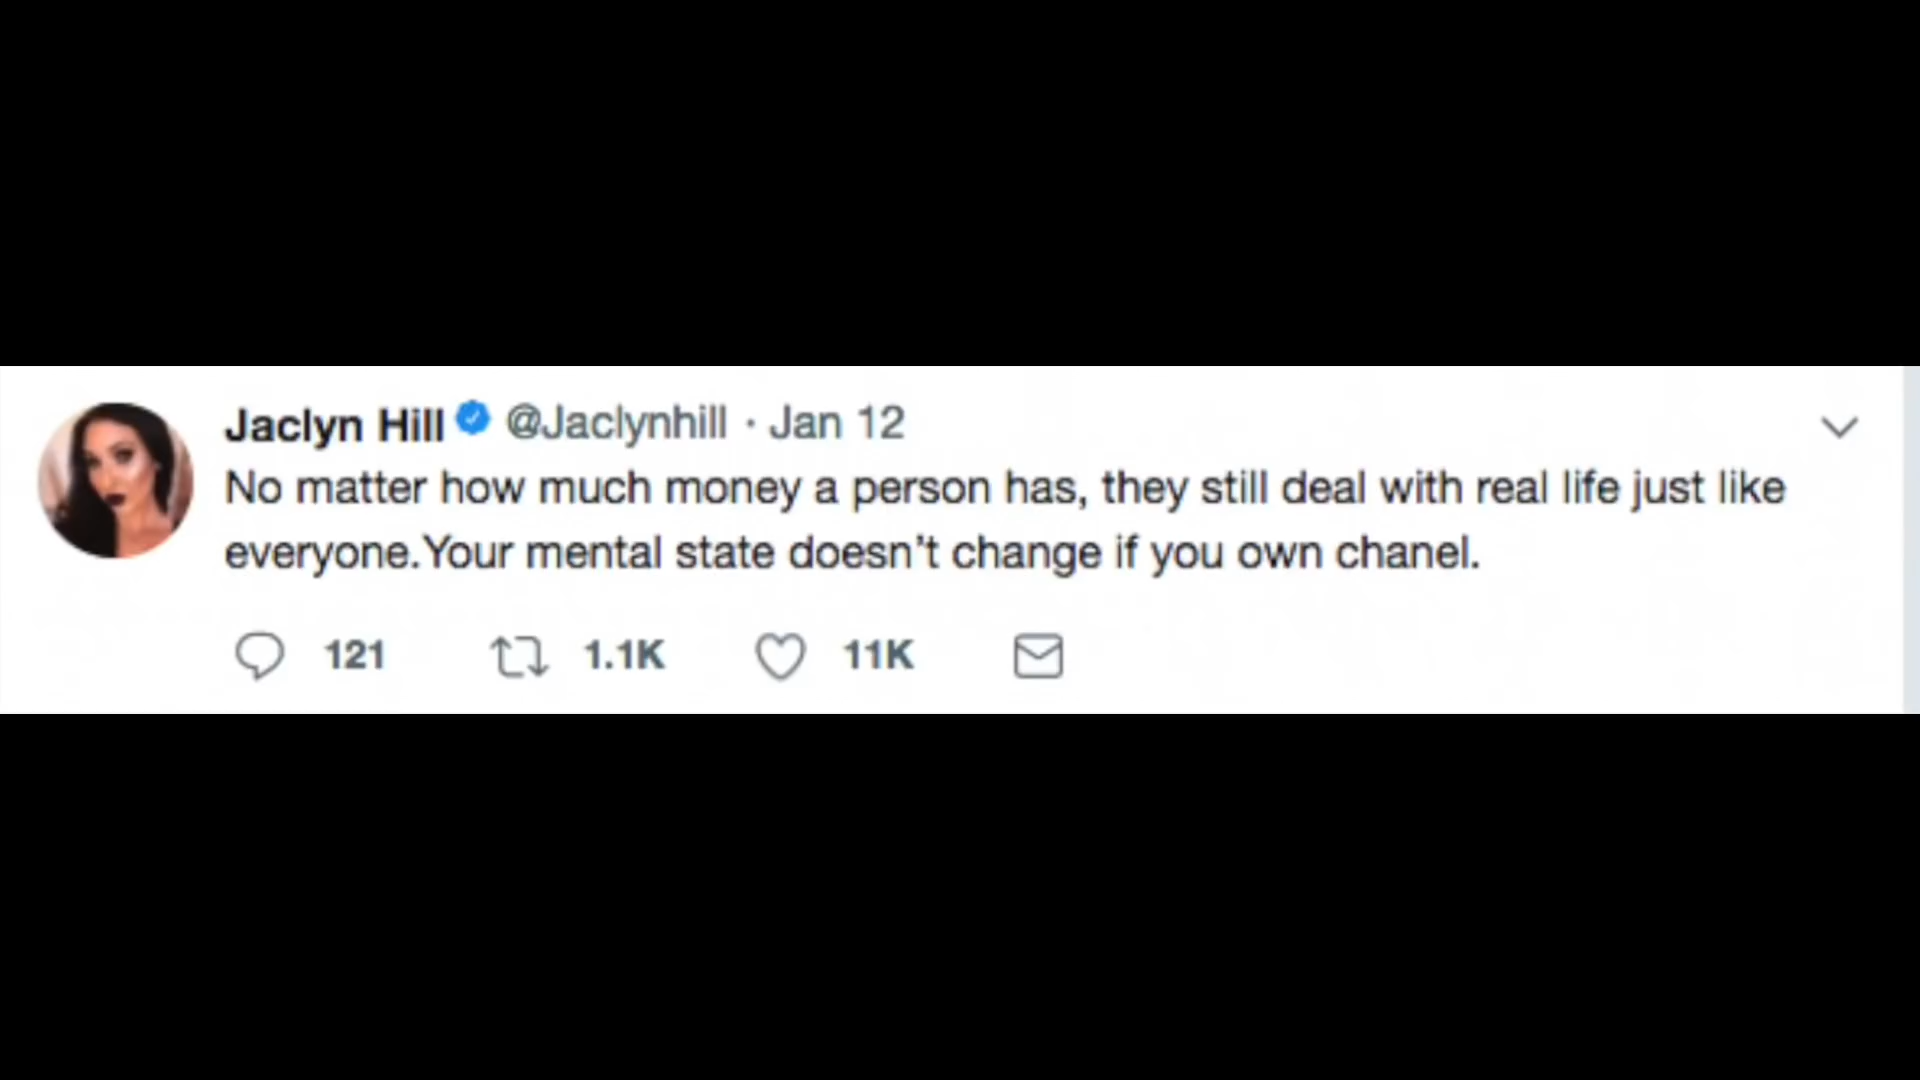 Jaclyn Hill @Jaclynhill · Jan 12
No matter how much money a person has, they still deal with real life just like
everyone.Your mental state doesn't change if you own chanel.
121 1.1K 11K